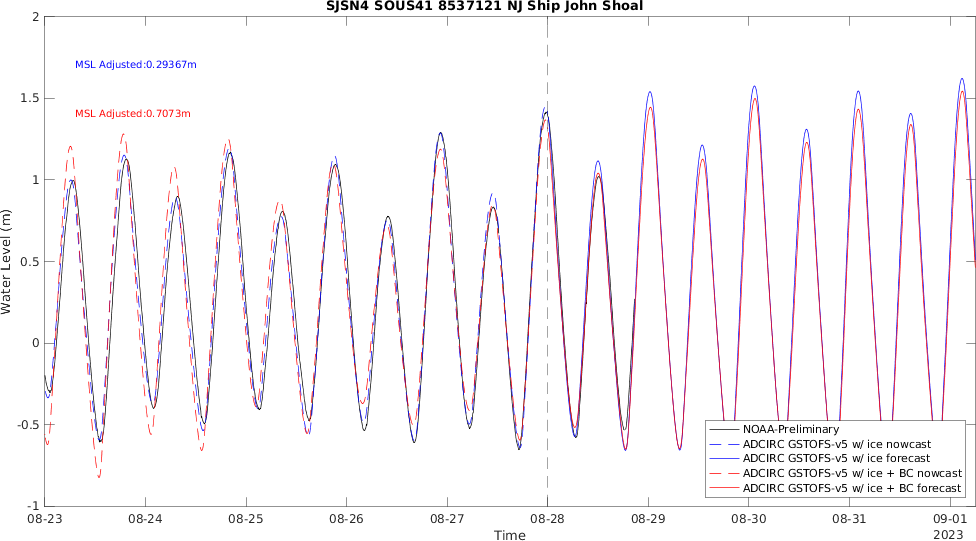 SJSN4 SOUS41 8537121 NJ Ship John Shoal
2
1.5
1
0.5
0
-0.5
-1
Water Level (m)
MSL Adjusted:0.29367m
MSL Adjusted:0.7073m
NOAA-Preliminary
ADCIRC GSTOFS-v5 w/ ice nowcast
ADCIRC GSTOFS-v5 w/ ice forecast
ADCIRC GSTOFS-v5 w/ ice + BC nowcast
ADCIRC GSTOFS-v5 w/ ice + BC forecast
08-23 08-24 08-25 08-26 08-27 08-28 08-29 08-30 08-31 09-01
2023
Time